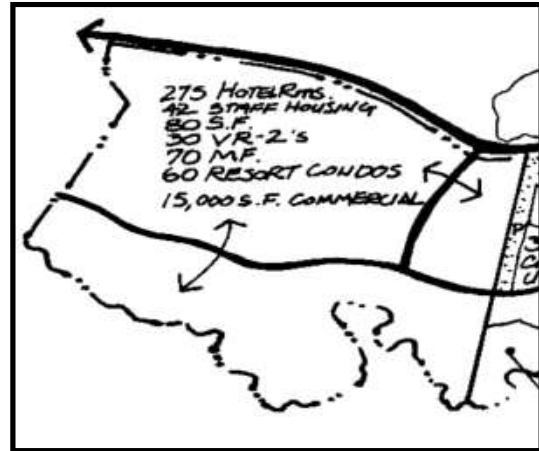 275 HOTEL RMS.
42 STAFF HOUSING
80 S.F.
30 VR-2's
70 MF.
60 RESORT CONDOS
15,000 S.F. COMMERCIAL
P